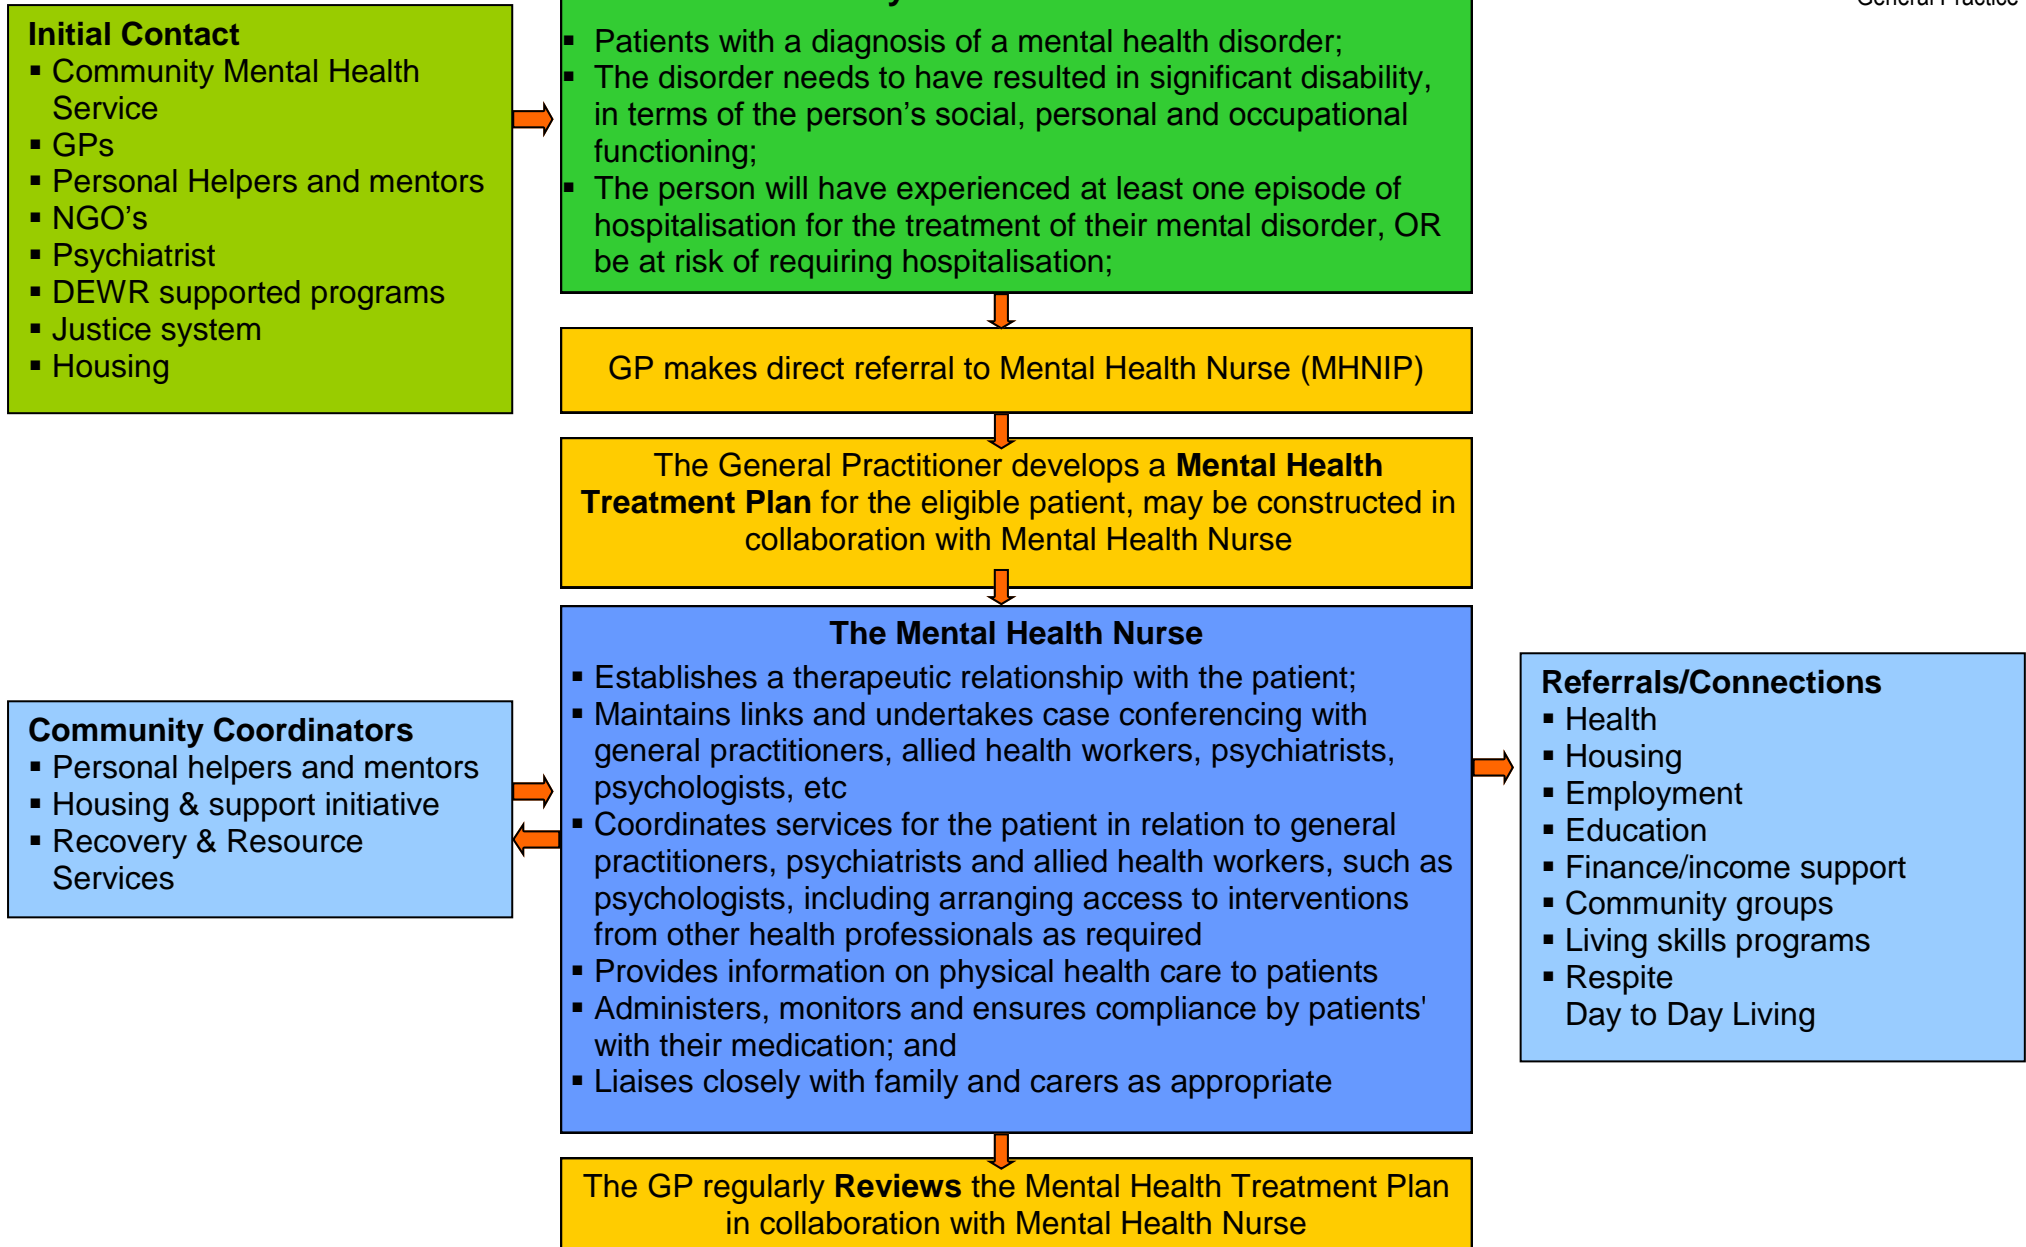 General Practice
Initial Contact
▪ Community Mental Health
Service
▪ GPs
▪ Personal Helpers and mentors
▪ NGO's
▪ Psychiatrist
▪ DEWR supported programs
▪ Justice system
▪ Housing
▪ Patients with a diagnosis of a mental health disorder;
▪ The disorder needs to have resulted in significant disability,
in terms of the person's social, personal and occupational
functioning;
▪ The person will have experienced at least one episode of
hospitalisation for the treatment of their mental disorder, OR
be at risk of requiring hospitalisation;
GP makes direct referral to Mental Health Nurse (MHNIP)
The General Practitioner develops a Mental Health
Treatment Plan for the eligible patient, may be constructed in
collaboration with Mental Health Nurse
Community Coordinators
▪ Personal helpers and mentors
▪ Housing & support initiative
▪ Recovery & Resource
Services
The Mental Health Nurse
▪ Establishes a therapeutic relationship with the patient;
▪ Maintains links and undertakes case conferencing with
general practitioners, allied health workers, psychiatrists,
psychologists, etc
▪ Coordinates services for the patient in relation to general
practitioners, psychiatrists and allied health workers, such as
psychologists, including arranging access to interventions
from other health professionals as required
▪ Provides information on physical health care to patients
▪ Administers, monitors and ensures compliance by patients'
with their medication; and
▪ Liaises closely with family and carers as appropriate
Referrals/Connections
▪ Health
▪ Housing
▪ Employment
▪ Education
▪ Finance/income support
▪ Community groups
▪ Living skills programs
▪ Respite
Day to Day Living
The GP regularly Reviews the Mental Health Treatment Plan
in collaboration with Mental Health Nurse